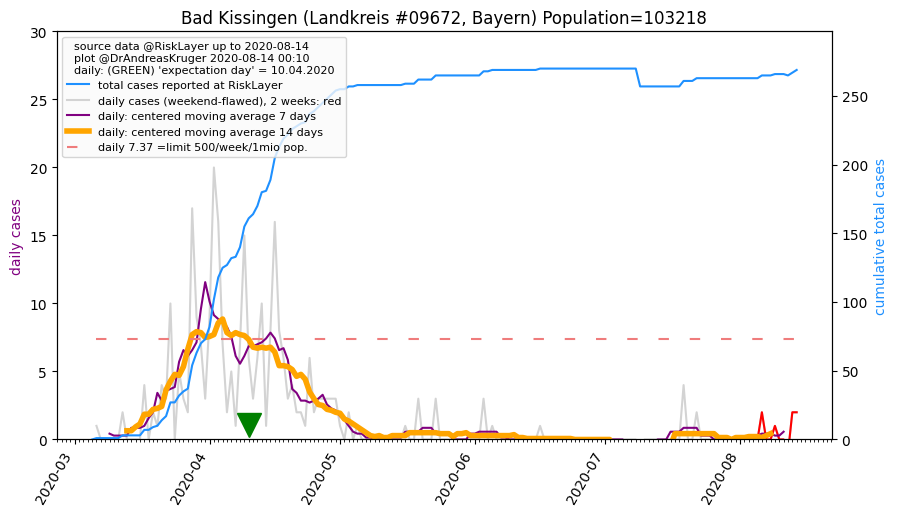 Bad Kissingen (Landkreis #09672, Bayern) Population=103218
source data @RiskLayer up to 2020-08-14
plot @DrAndreasKruger 2020-08-14 00:10
daily: (GREEN) 'expectation day' = 10.04.2020
total cases reported at RiskLayer
daily cases (weekend-flawed), 2 weeks: red
daily: centered moving average 7 days
daily: centered moving average 14 days
daily 7.37 =limit 500/week/1mio pop.
daily cases
30
25
20
15
10
5
0
cumulative total cases
250
200
150
100
50
0
2020-03
2020-04
2020-05
2020-06
2020-07
2020-08